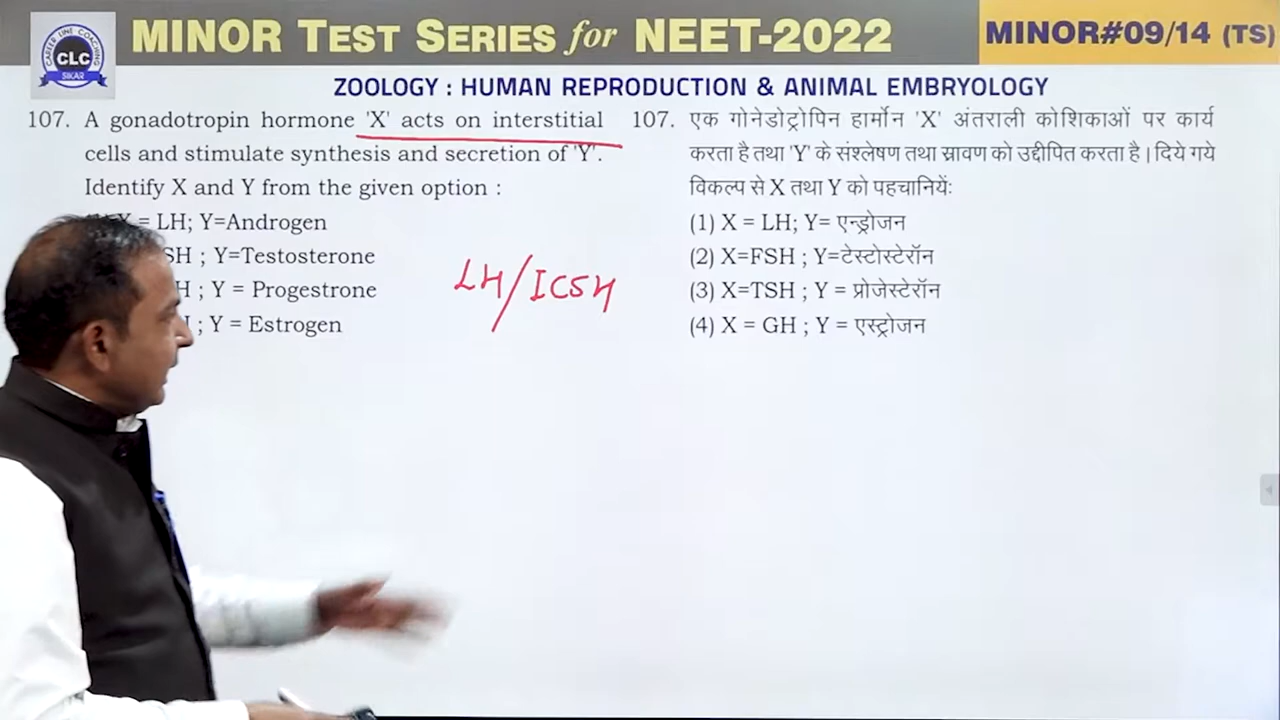 CAREER LINE COACHING
CLC
SIKAR
MINOR TEST SERIES for NEET-2022
MINOR#09/14 (TS)
ZOOLOGY : HUMAN REPRODUCTION & ANIMAL EMBRYOLOGY
107. A gonadotropin hormone 'X' acts on interstitial
cells and stimulate synthesis and secretion of 'Y'.
Identify X and Y from the given option :
= LH; Y=Androgen
SH ; Y=Testosterone
H ; Y = Progestrone
; Y = Estrogen
LH/ICSH
107. एक गोनेडोट्रोपिन हार्मोन 'X' अंतराली कोशिकाओं पर कार्य
करता है तथा 'Y' के संश्लेषण तथा स्रावण को उद्दीपित करता है। दिये गये
विकल्प से X तथा Y को पहचानियेंः
(1) X = LH; Y= एन्ड्रोजन
(2) X=FSH ; Y=टेस्टोस्टेरॉन
(3) X=TSH ; Y = प्रोजेस्टेरॉन
(4) X = GH ; Y = एस्ट्रोजन